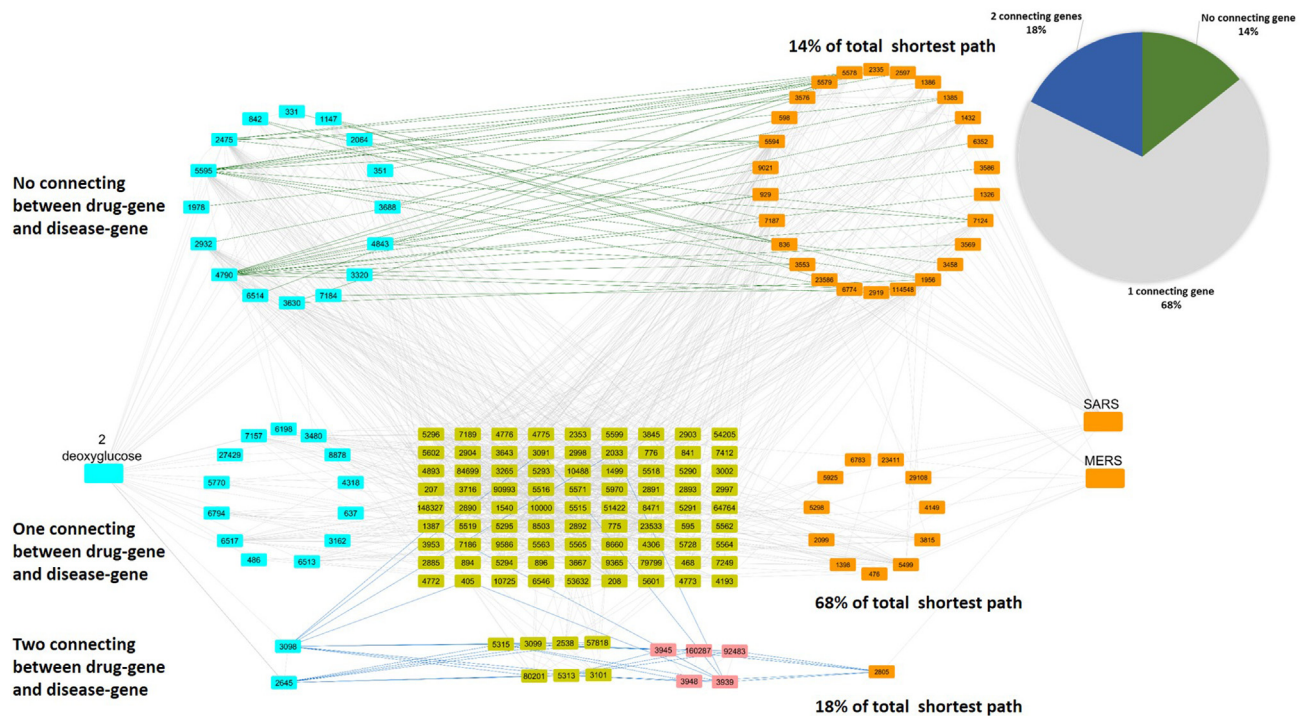 2 connecting genes
18%
No connecting gene
14%
1 connecting gene
68%
14% of total shortest path
No connecting
between drug-gene
and disease-gene
331
842
1147
2475
2064
5595
351
1978
3688
2932
4843
4790
3320
6514
7184
3630
2335
5578
2597
5579
1386
3576
1385
598
1432
5594
6352
9021
3586
929
1326
7187
7124
836
3569
3553
3458
23586
1956
6774
2919
114548
2
deoxyglucose
SARS
MERS
One connecting
between drug-gene
and disease-gene
6198
7157
3480
27429
8878
5770
4318
6794
637
6517
3162
486
6513
5296 7189 4776 4775 2353 5599 3845 2903 54205
5602 2904 3643 3091 2998 2033 776 841 7412
4893 84699 3265 5293 10488 1499 5518 5290 3002
207 3716 90993 5516 5571 5970 2891 2893 2997
148327 2890 1540 10000 5515 51422 8471 5291 64764
1387 5519 5295 8503 2892 775 23533 595 5562
3953 7186 9586 5563 5565 8660 4306 5728 5564
2885 894 5294 896 3667 9365 79799 468 7249
4772 405 10725 6546 53632 208 5601 4773 4193
6763
23411
5925
29108
5298
4149
2099
3815
1398
5499
476
68% of total shortest path
Two connecting
between drug-gene
and disease-gene
3098
2645
5315 3099 2538 57818
80201 5313 3101
3945 160287 92483
3948 3939
2805
18% of total shortest path